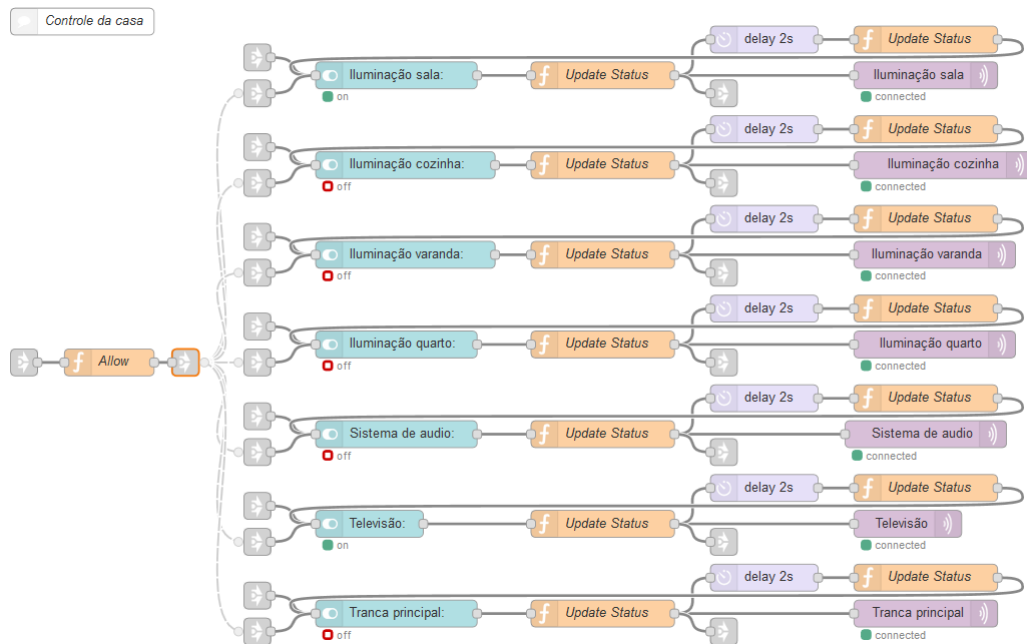 Controle da casa
delay 2s
Update Status
Iluminação sala:
Update Status
Iluminação sala
on
connected
delay 2s
Update Status
Iluminação cozinha:
Update Status
Iluminação cozinha
off
connected
delay 2s
Update Status
Iluminação varanda:
Update Status
Iluminação varanda
off
connected
delay 2s
Update Status
Iluminação quarto:
Update Status
Iluminação quarto
Allow
off
connected
delay 2s
Update Status
Sistema de audio:
Update Status
Sistema de audio
off
connected
delay 2s
Update Status
Televisão:
Update Status
Televisão
on
connected
delay 2s
Update Status
Tranca principal:
Update Status
Tranca principal
off
connected